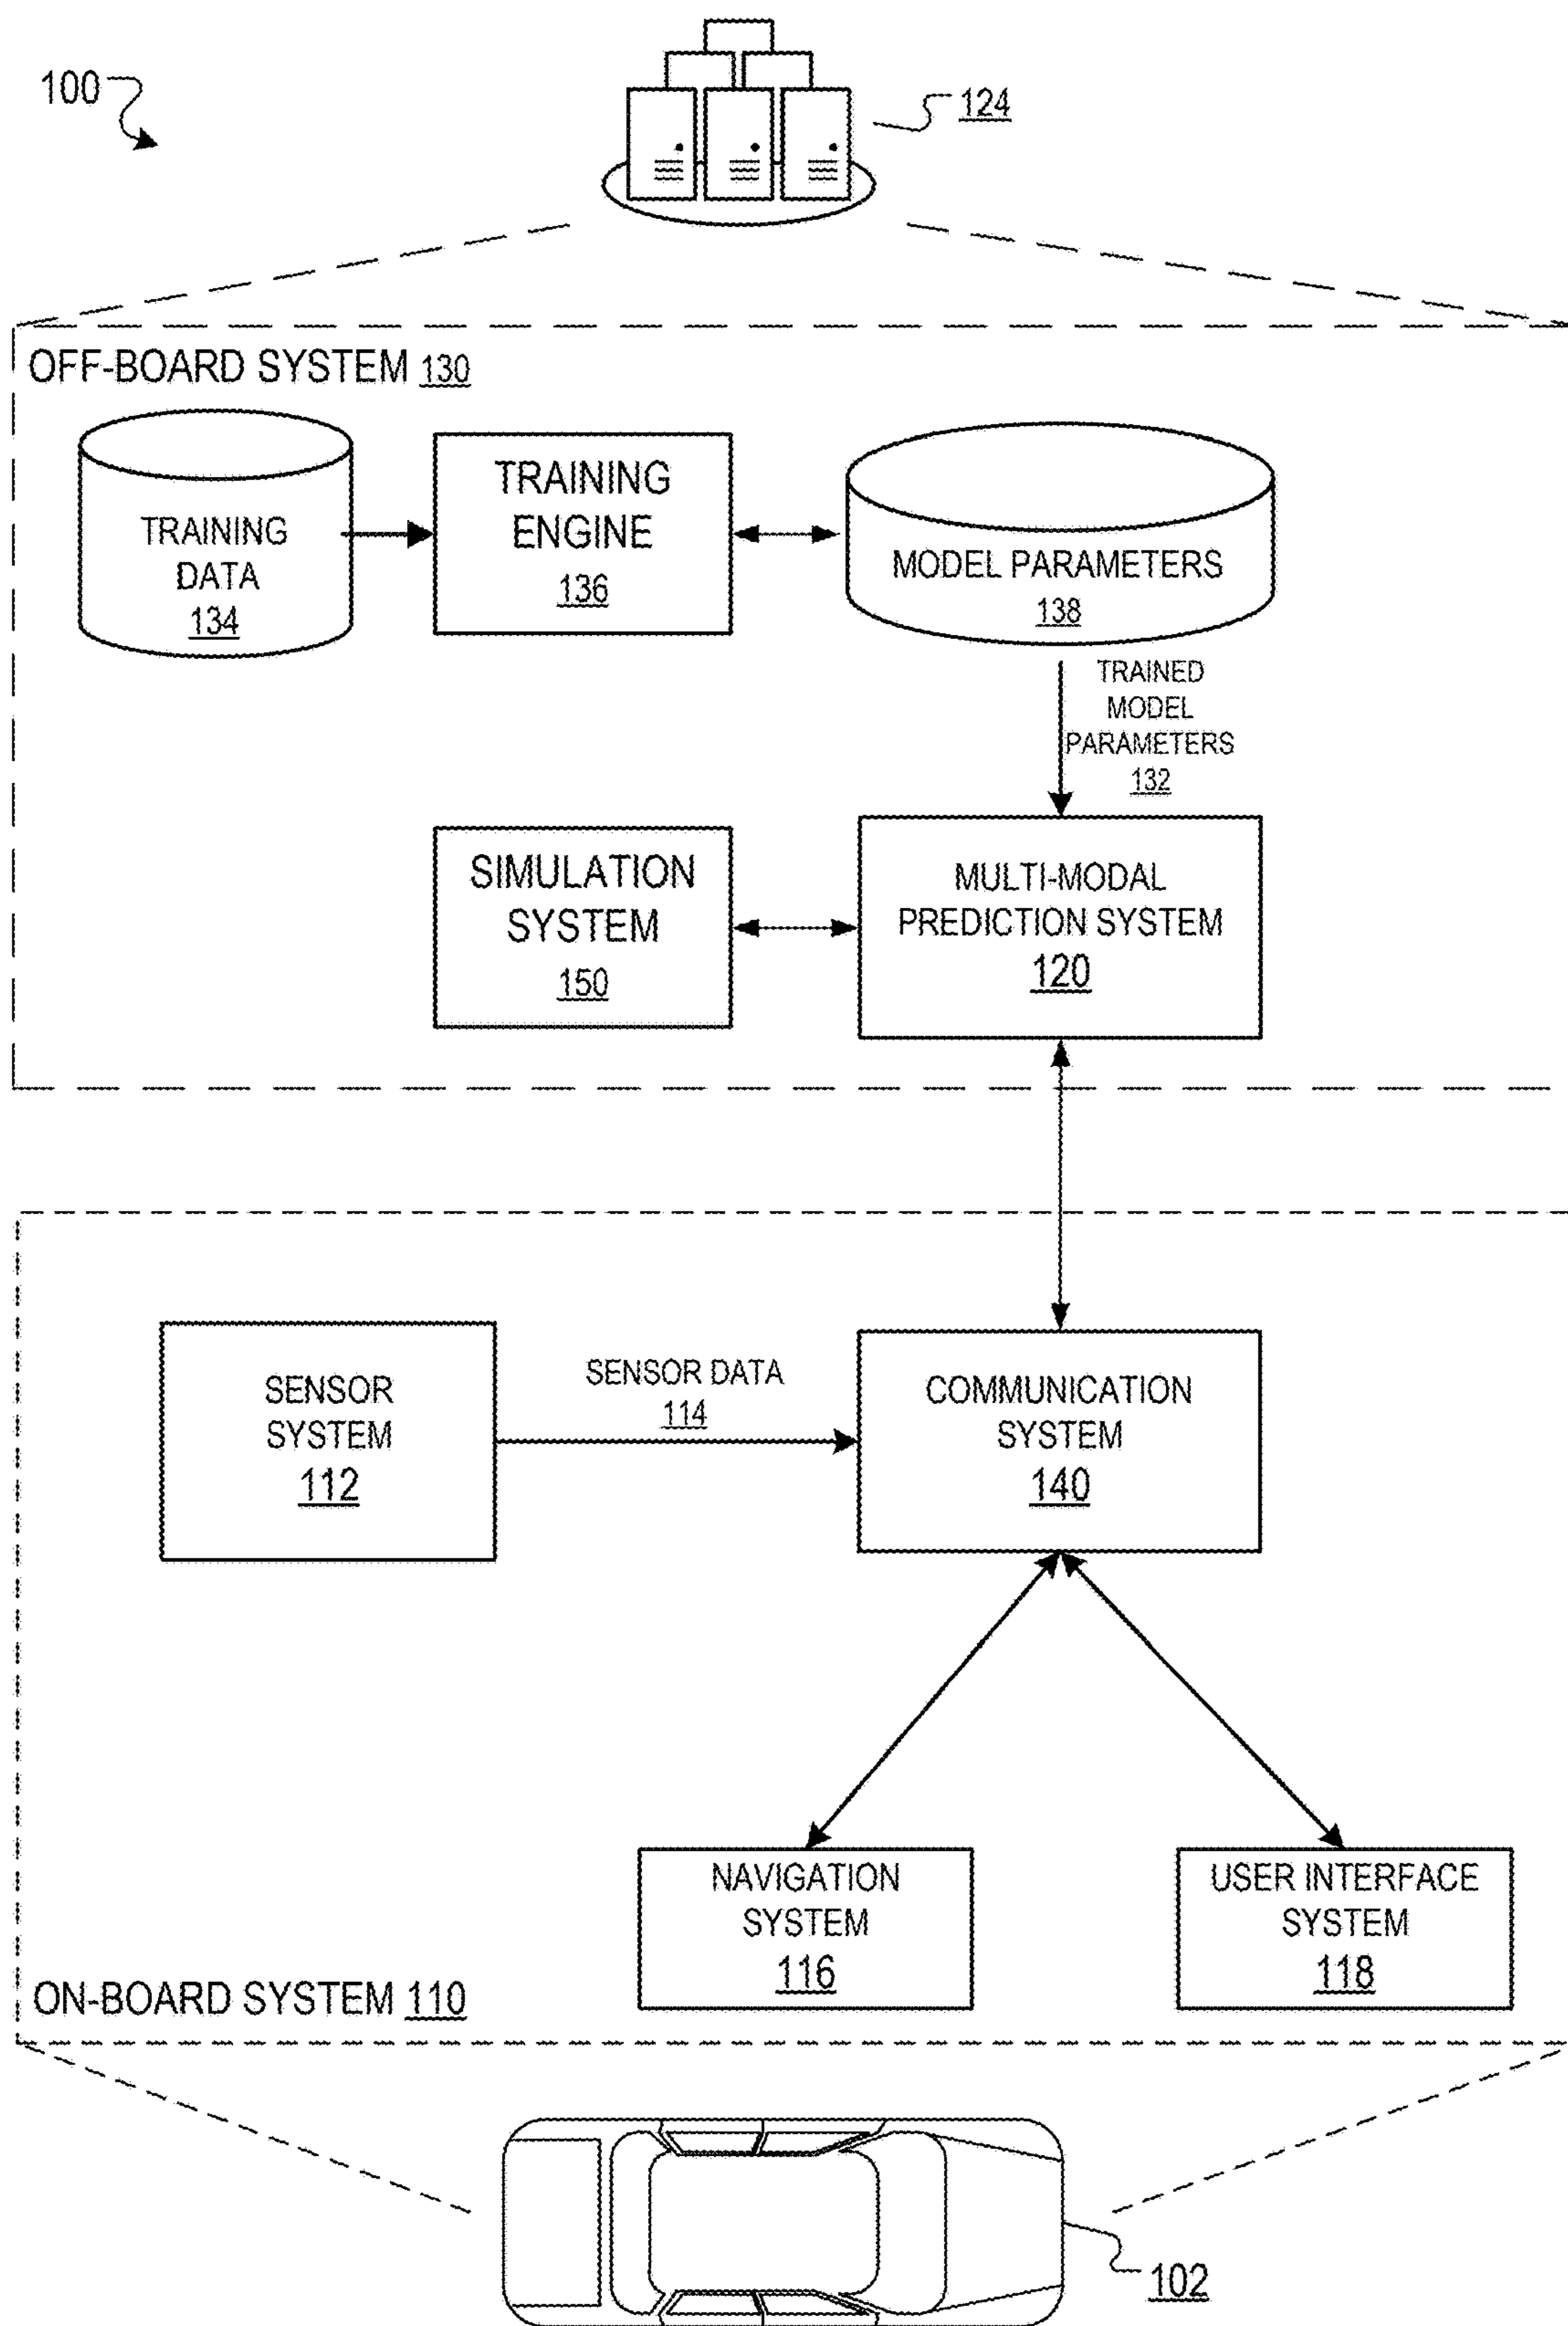 100
124
OFF-BOARD SYSTEM 130
TRAINING
DATA
134
TRAINING
ENGINE
136
MODEL PARAMETERS
138
TRAINED
MODEL
PARAMETERS
132
SIMULATION
SYSTEM
150
MULTI-MODAL
PREDICTION SYSTEM
120
SENSOR
SYSTEM
112
SENSOR DATA
114
COMMUNICATION
SYSTEM
140
NAVIGATION
SYSTEM
116
USER INTERFACE
SYSTEM
118
ON-BOARD SYSTEM 110
102